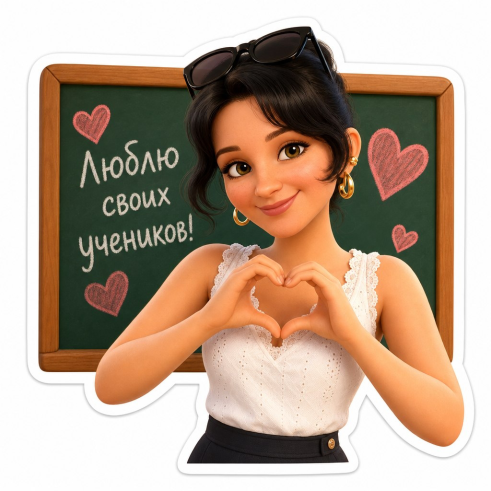 Люблю
своих
учеников!